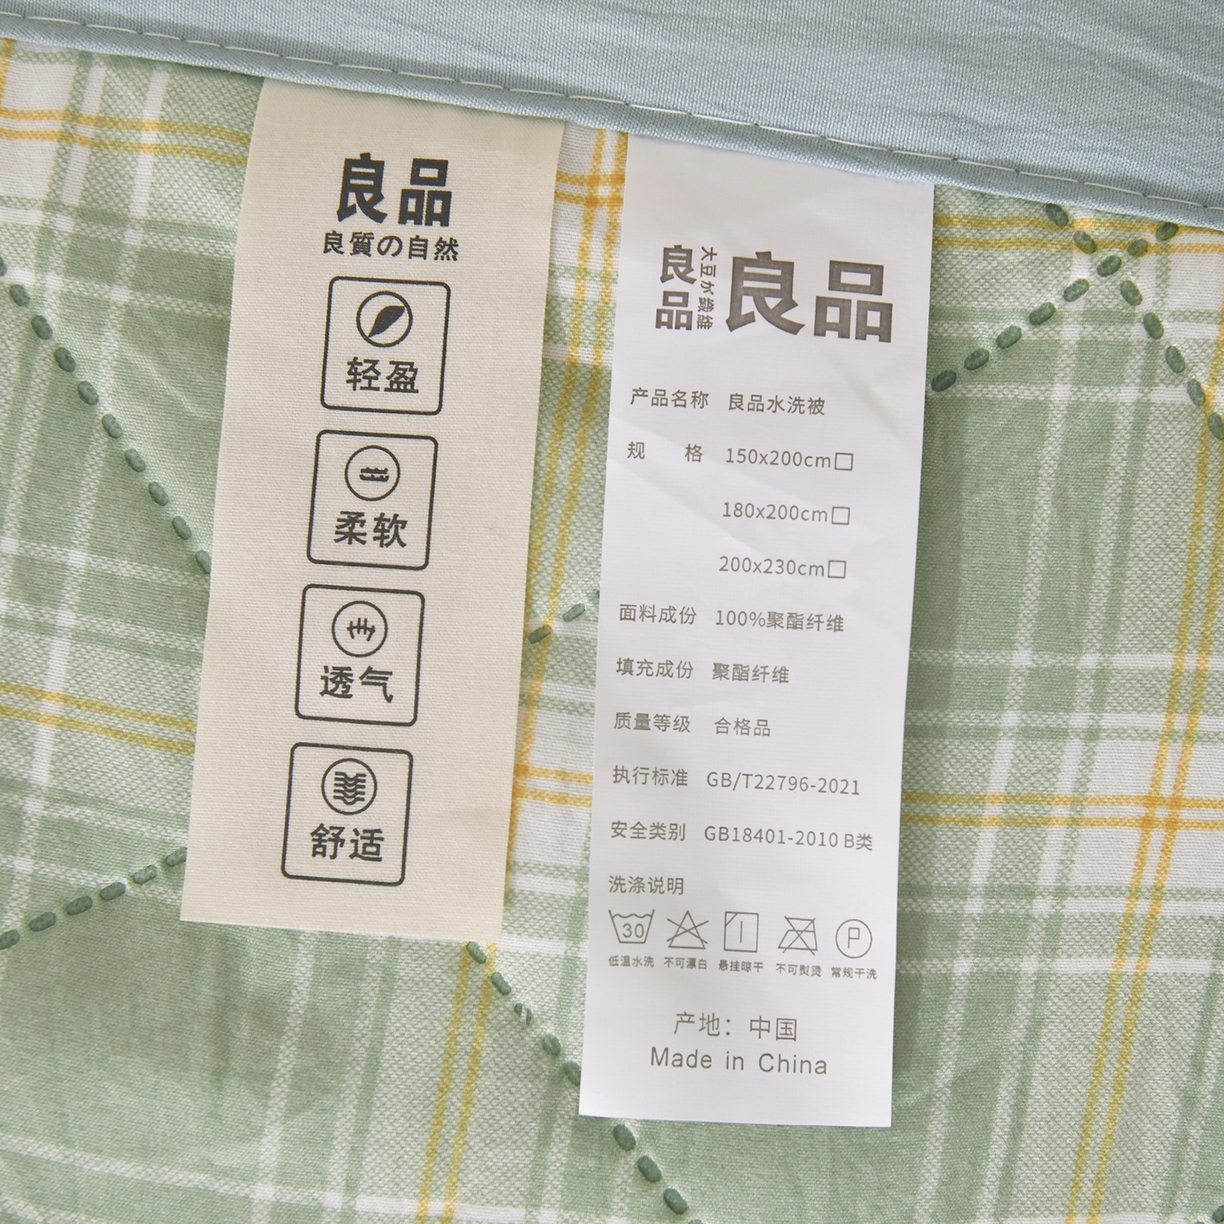 良品
良質の自然
轻盈
柔软
透气
舒适
良品
大豆か纖維
良品
产品名称 良品水洗被
规 格 150x200cm□
180x200cm□
200x230cm□
面料成份 100%聚酯纤维
填充成份 聚酯纤维
质量等级 合格品
执行标准 GB/T22796-2021
安全类别 GB18401-2010 B类
洗涤说明
30 P
低温水洗 不可漂白 悬挂晾干 不可熨烫 常规干洗
产地：中国
Made in China